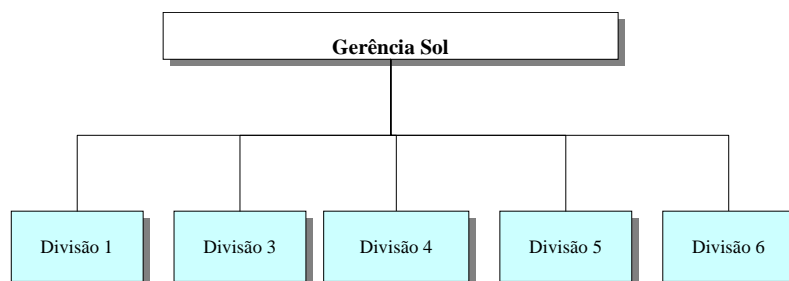 Gerência Sol
Divisão 1
Divisão 3
Divisão 4
Divisão 5
Divisão 6